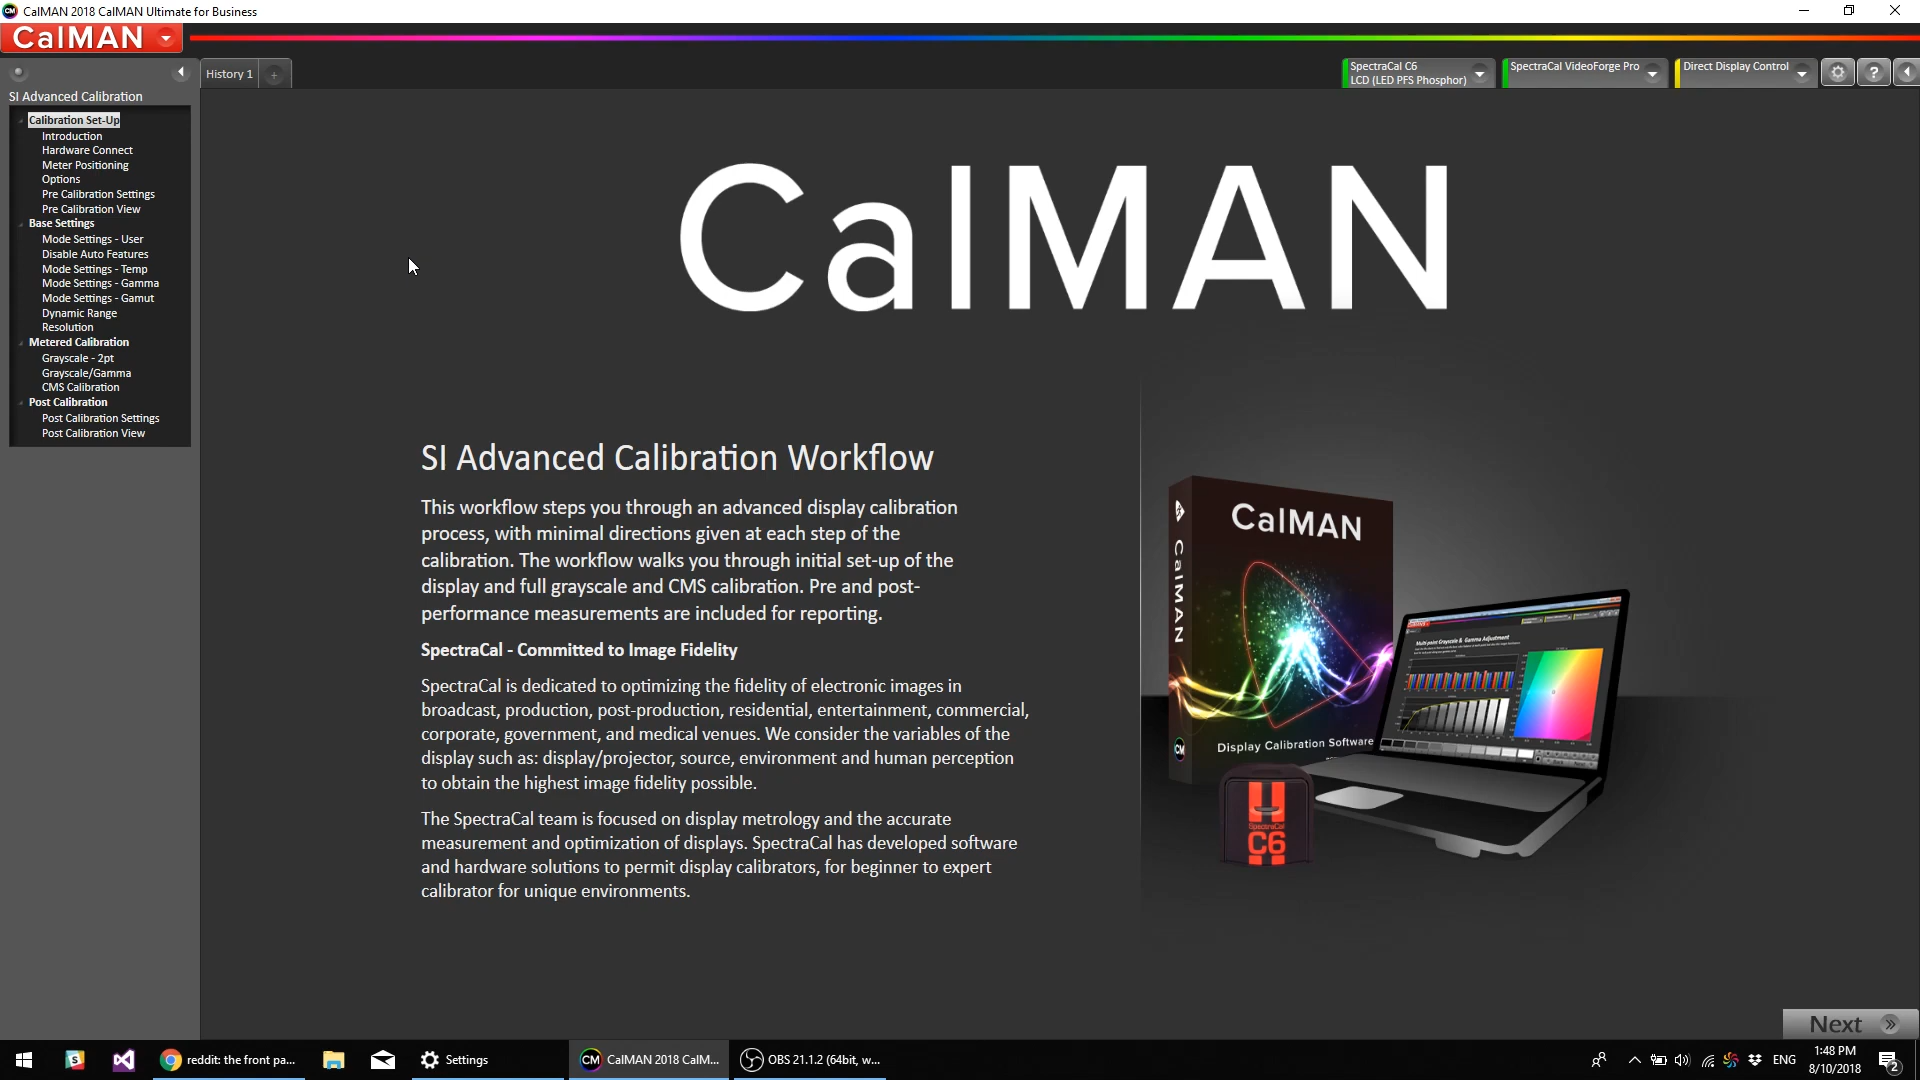 CalMAN 2018 CalMAN Ultimate for Business
CalMAN
History 1
SpectraCal C6
LCD (LED PFS Phosphor)
SpectraCal VideoForge Pro
Direct Display Control
SI Advanced Calibration
Calibration Set-Up
Introduction
Hardware Connect
Meter Positioning
Options
Pre Calibration Settings
Pre Calibration View
Base Settings
Mode Settings - User
Disable Auto Features
Mode Settings - Temp
Mode Settings - Gamma
Mode Settings - Gamut
Dynamic Range
Resolution
Metered Calibration
Grayscale - 2pt
Grayscale/Gamma
CMS Calibration
Post Calibration
Post Calibration Settings
Post Calibration View
CalMAN
SI Advanced Calibration Workflow
This workflow steps you through an advanced display calibration
process, with minimal directions given at each step of the
calibration. The workflow walks you through initial set-up of the
display and full grayscale and CMS calibration. Pre and post-
performance measurements are included for reporting.
SpectraCal - Committed to Image Fidelity
SpectraCal is dedicated to optimizing the fidelity of electronic images in
broadcast, production, post-production, residential, entertainment, commercial,
corporate, government, and medical venues. We consider the variables of the
display such as: display/projector, source, environment and human perception
to obtain the highest image fidelity possible.
The SpectraCal team is focused on display metrology and the accurate
measurement and optimization of displays. SpectraCal has developed software
and hardware solutions to permit display calibrators, for beginner to expert
calibrator for unique environments.
CalMAN
CalMAN
CM
Display Calibration Software
Multi point Grayscale & Gamma Adjustment
SpectraCal
C6
Next
reddit: the front pa...
Settings
CM
CalMAN 2018 CalM...
OBS 21.1.2 (64bit, w...
ENG
1:48 PM
8/10/2018
2